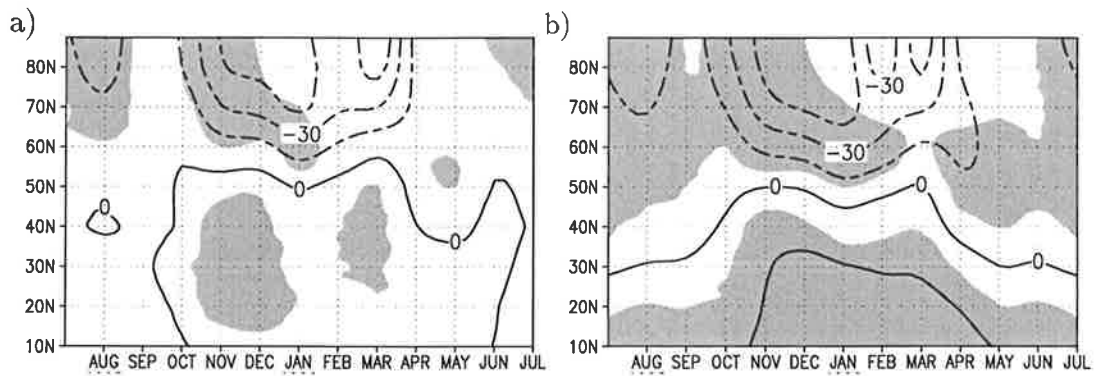 a)
80N
70N
60N
50N
40N
30N
20N
10N
0
-30
0
0
AUG SEP OCT NOV DEC JAN FEB MAR APR MAY JUN JUL
b)
80N
70N
60N
50N
40N
30N
20N
10N
-30
-30
0
0
0
AUG SEP OCT NOV DEC JAN FEB MAR APR MAY JUN JUL